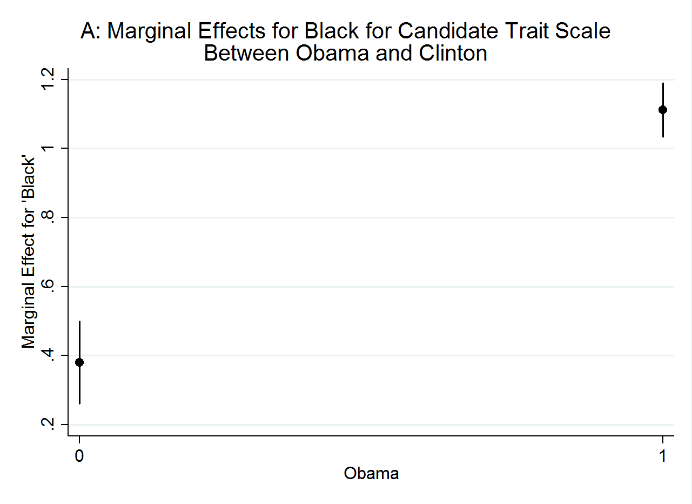 A: Marginal Effects for Black for Candidate Trait Scale
Between Obama and Clinton
Marginal Effect for 'Black'
1.2
1
.8
.6
.4
.2
0
1
Obama